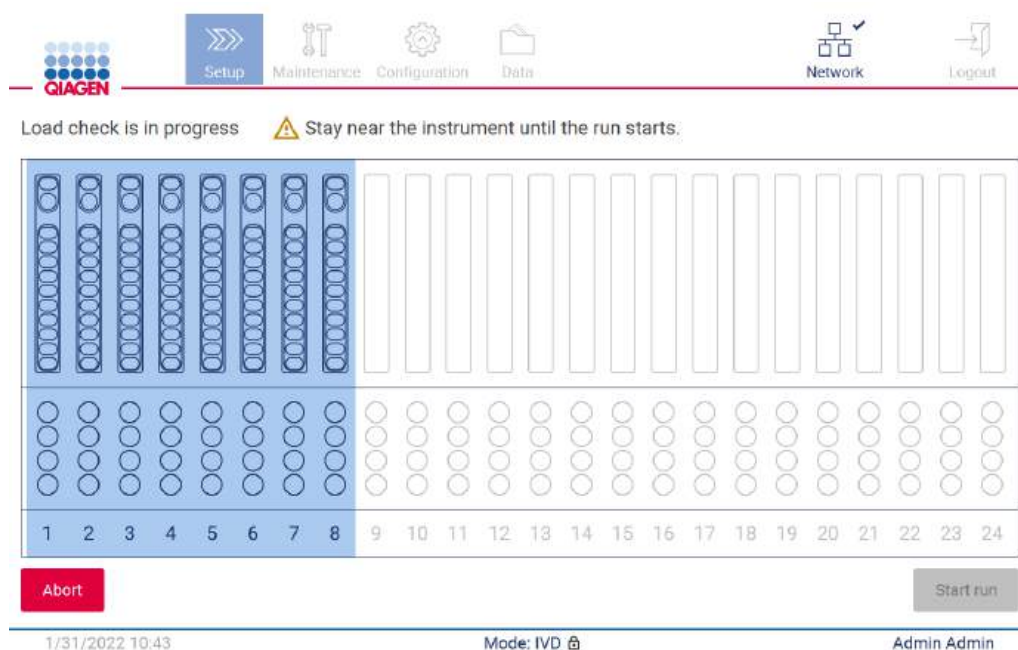 QIAGEN
Setup
Maintenance
Configuration
Data
Network
Logout
Load check is in progress
Stay near the instrument until the run starts.
1 2 3 4 5 6 7 8 9 10 11 12 13 14 15 16 17 18 19 20 21 22 23 24
Abort
Start run
1/31/2022 10:43
Mode: IVD
Admin Admin